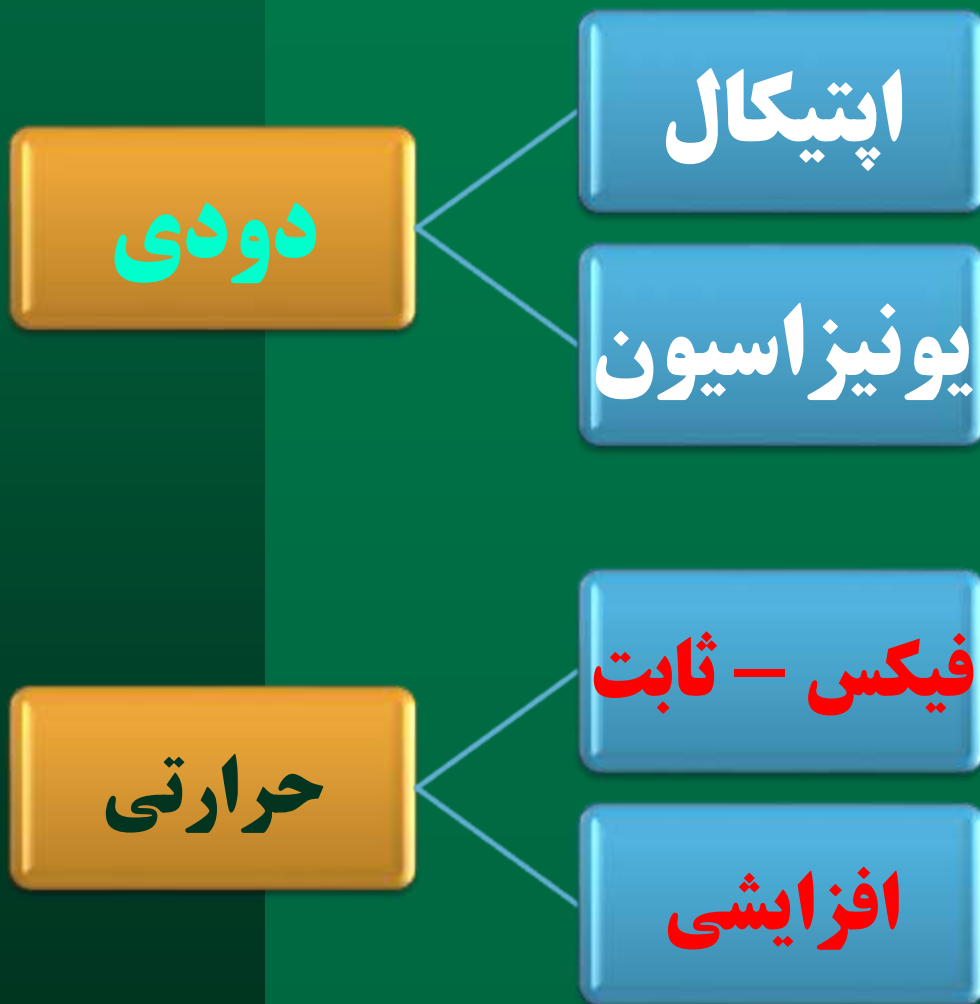 دودی
اپتیکال
یونیزاسیون
حرارتی
فیکس – ثابت
افزایشی